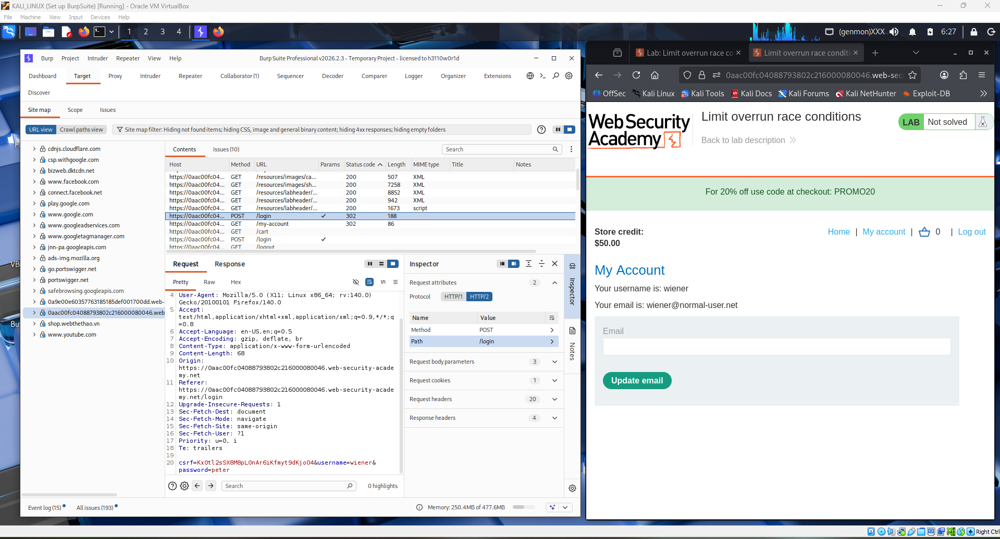 KALI_LINUX (Set up BurpSuite) [Running] - Oracle VM VirtualBox
File Machine View Input Devices Help
1 2 3 4 (genmon)XXX 6:27
Burp Project Intruder Repeater View Help Burp Suite Professional v2026.2.3 - Temporary Project - licensed to h3110w0r1d
Dashboard Target Proxy Intruder Repeater Collaborator (1) Sequencer Decoder Comparer Logger Organizer Extensions
Discover
Site map Scope Issues
URL view Crawl paths view Site map filter: Hiding not found items; hiding CSS, image and general binary content; hiding 4xx responses; hiding empty folders
cdnjs.cloudflare.com
csp.withgoogle.com
bizweb.dktcdn.net
www.facebook.com
connect.facebook.net
play.google.com
www.google.com
www.googleadservices.com
www.googletagmanager.com
jnn-pa.googleapis.com
ads-img.mozilla.org
go.portswigger.net
portswigger.net
safebrowsing.googleapis.com
0a9e00e60357763185185def001700dd.web-
0aac00fc04088793802c216000080046.web
shop.webthethao.vn
www.youtube.com
Contents Issues (10) Search
Host Method URL Params Status code Length MIME type Title Notes
https://0aac00fc04... GET /resources/images/ca... 200 507 XML
https://0aac00fc04... GET /resources/images/sh... 200 7258 XML
https://0aac00fc04... GET /resources/labheader/... 200 8852 XML
https://0aac00fc04... GET /resources/labheader/... 200 942 XML
https://0aac00fc04... GET /resources/labheader/... 200 1673 script
https://0aac00fc04... POST /login ✓ 302 188
https://0aac00fc04... GET /my-account 302 86
https://0aac00fc04... GET /cart
https://0aac00fc04... POST /login ✓
https://0aac00fc04... GET /logout
Request Response
Pretty Raw Hex \n
4 User-Agent: Mozilla/5.0 (X11; Linux x86_64; rv:140.0)
Gecko/20100101 Firefox/140.0
5 Accept:
text/html,application/xhtml+xml,application/xml;q=0.9,*/*;q
=0.8
6 Accept-Language: en-US,en;q=0.5
7 Accept-Encoding: gzip, deflate, br
8 Content-Type: application/x-www-form-urlencoded
9 Content-Length: 68
10 Origin:
https://0aac00fc04088793802c216000080046.web-security-acade
my.net
11 Referer:
https://0aac00fc04088793802c216000080046.web-security-acade
my.net/login
12 Upgrade-Insecure-Requests: 1
13 Sec-Fetch-Dest: document
14 Sec-Fetch-Mode: navigate
15 Sec-Fetch-Site: same-origin
16 Sec-Fetch-User: ?1
17 Priority: u=0, i
18 Te: trailers
19
20 csrf=KxOtl2sSX8M8pL0nAr6iKfmyt9dKjoO4&username=wiener&
password=peter
Search 0 highlights
Inspector
Request attributes 2
Protocol HTTP/1 HTTP/2
Name Value
Method POST
Path /login
Request body parameters 3
Request cookies 1
Request headers 20
Response headers 4
Inspector
Notes
Event log (15) All issues (193) Memory: 250.4MB of 477.6MB
Lab: Limit overrun race co Limit overrun race conditi
0aac00fc04088793802c216000080046.web-sec
OffSec Kali Linux Kali Tools Kali Docs Kali Forums Kali NetHunter Exploit-DB
Web Security
Academy
Limit overrun race conditions
Back to lab description
LAB Not solved
For 20% off use code at checkout: PROMO20
Store credit:
$50.00
Home | My account | 0 | Log out
My Account
Your username is: wiener
Your email is: wiener@normal-user.net
Email
Update email
VB
Bu
Right Ctrl